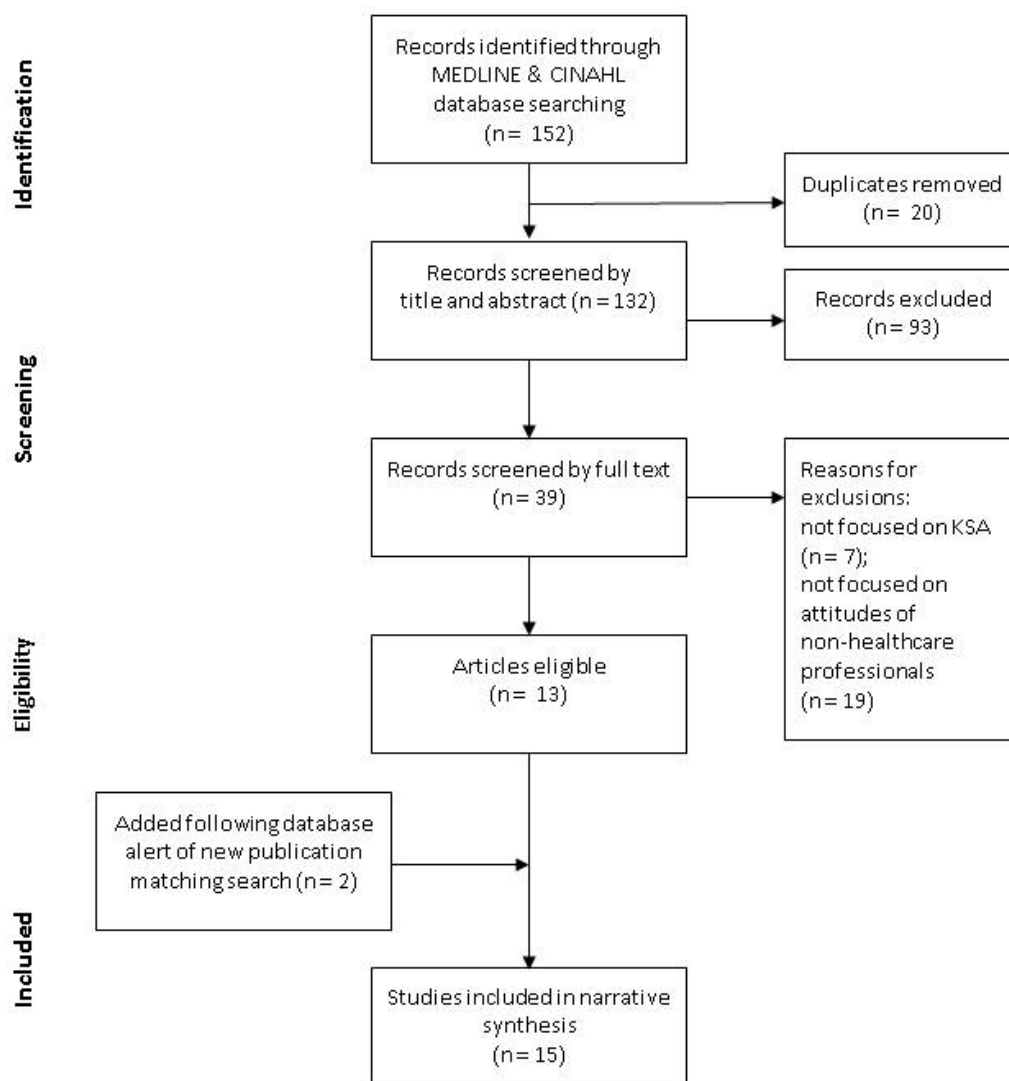 Identification
Records identified through
MEDLINE & CINAHL
database searching
(n= 152)
Duplicates removed
(n= 20)
Records screened by
title and abstract (n = 132)
Records excluded
(n= 93)
Screening
Records screened by full text
(n= 39)
Reasons for
exclusions:
not focused on KSA
(n= 7);
not focused on
attitudes of
non-healthcare
professionals
(n= 19)
Eligibility
Articles eligible
(n= 13)
Added following database
alert of new publication
matching search (n= 2)
Included
Studies included in narrative
synthesis
(n= 15)